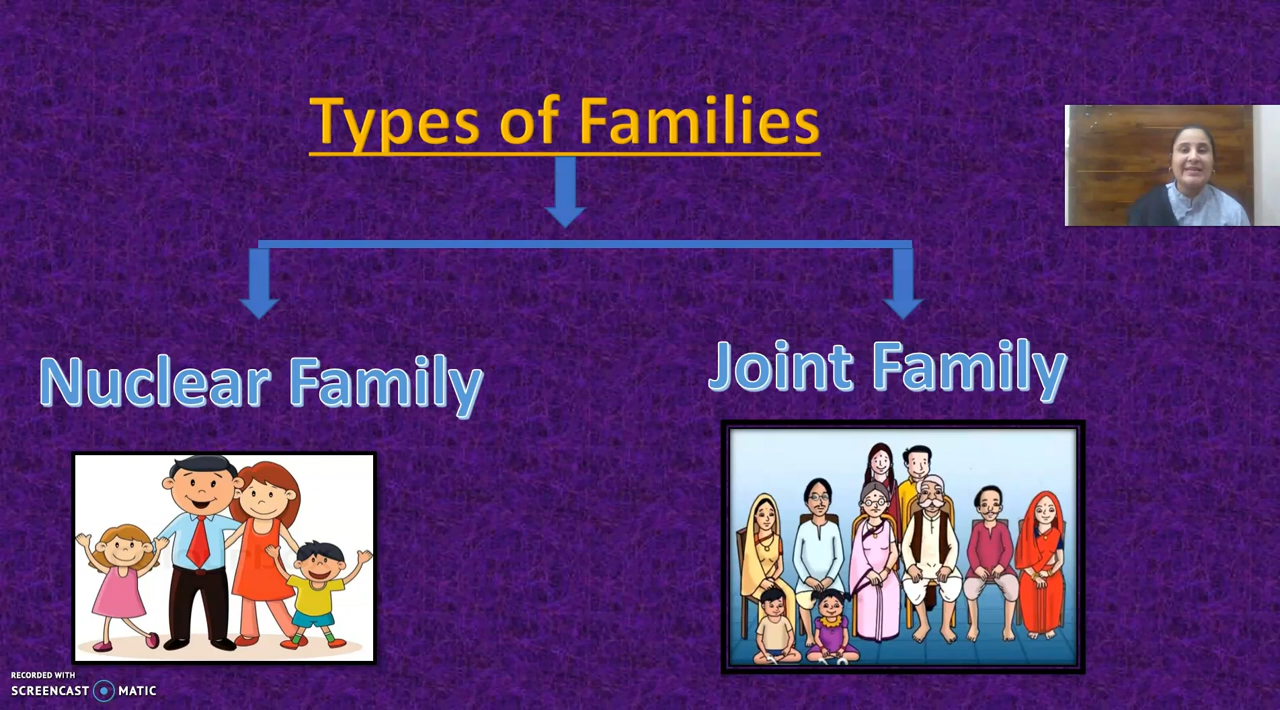 Types of Families
Nuclear Family
Joint Family
RECORDED WITH
SCREENCAST MATIC